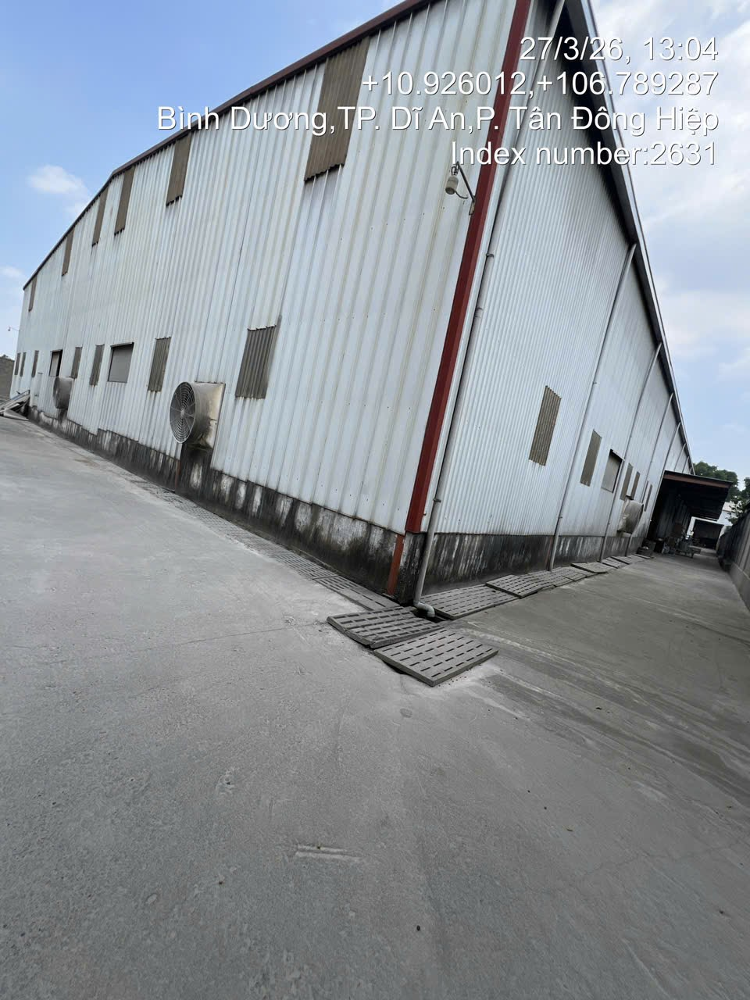 27/3/26, 13:04
+10.926012,+106.789287
Bình Dương,TP. Dĩ An,P. Tân Đông Hiệp
Index number:2631